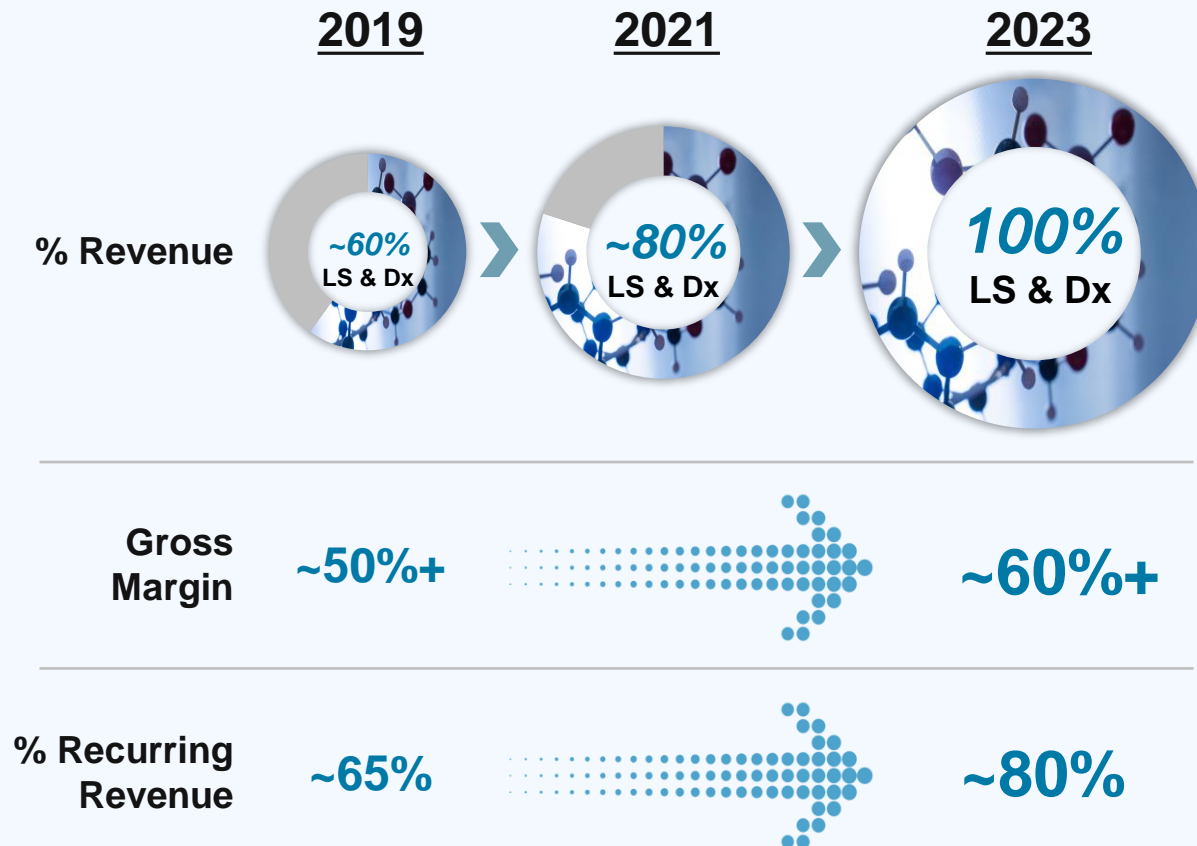 2019
2021
2023
% Revenue
~60%
LS & Dx
~80%
LS & Dx
100%
LS & Dx
Gross
Margin
~50%+
~60%+
% Recurring
Revenue
~65%
~80%